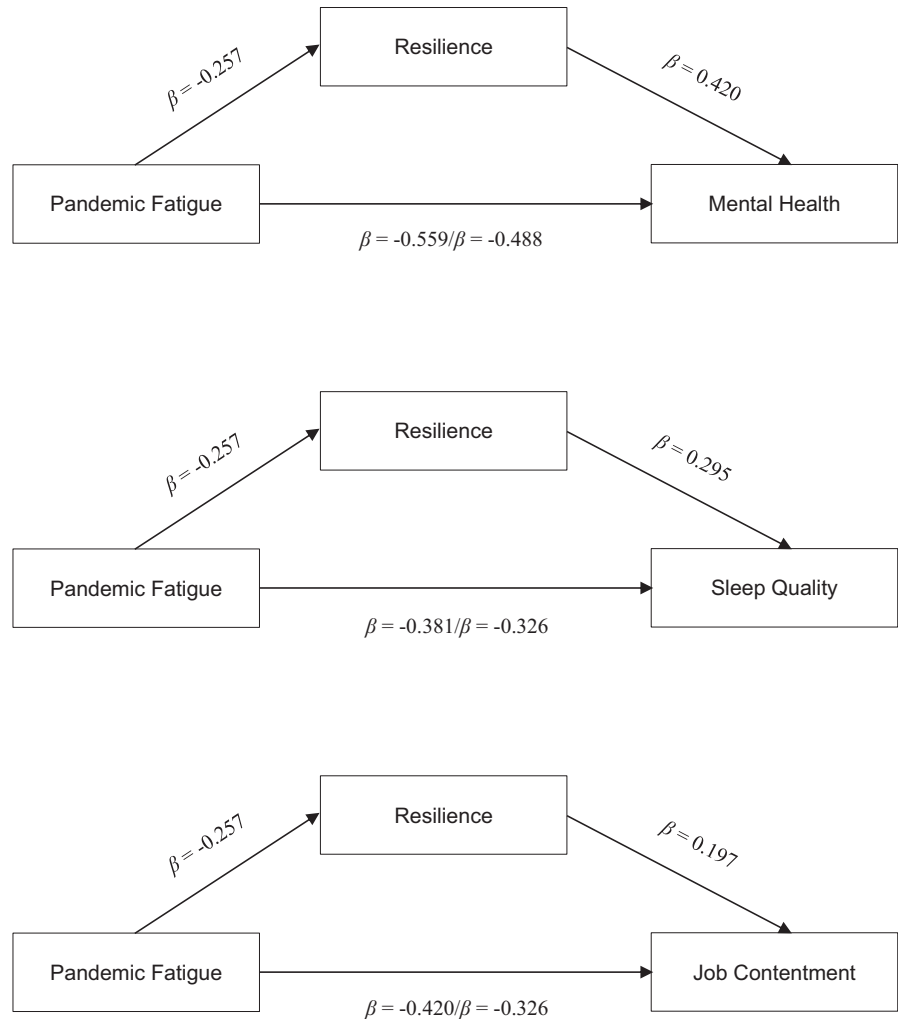 Resilience
β = -0.257
β = 0.420
Pandemic Fatigue
Mental Health
β = -0.559/β = -0.488
Resilience
β = -0.257
β = 0.295
Pandemic Fatigue
Sleep Quality
β = -0.381/β = -0.326
Resilience
β = -0.257
β = 0.197
Pandemic Fatigue
Job Contentment
β = -0.420/β = -0.326